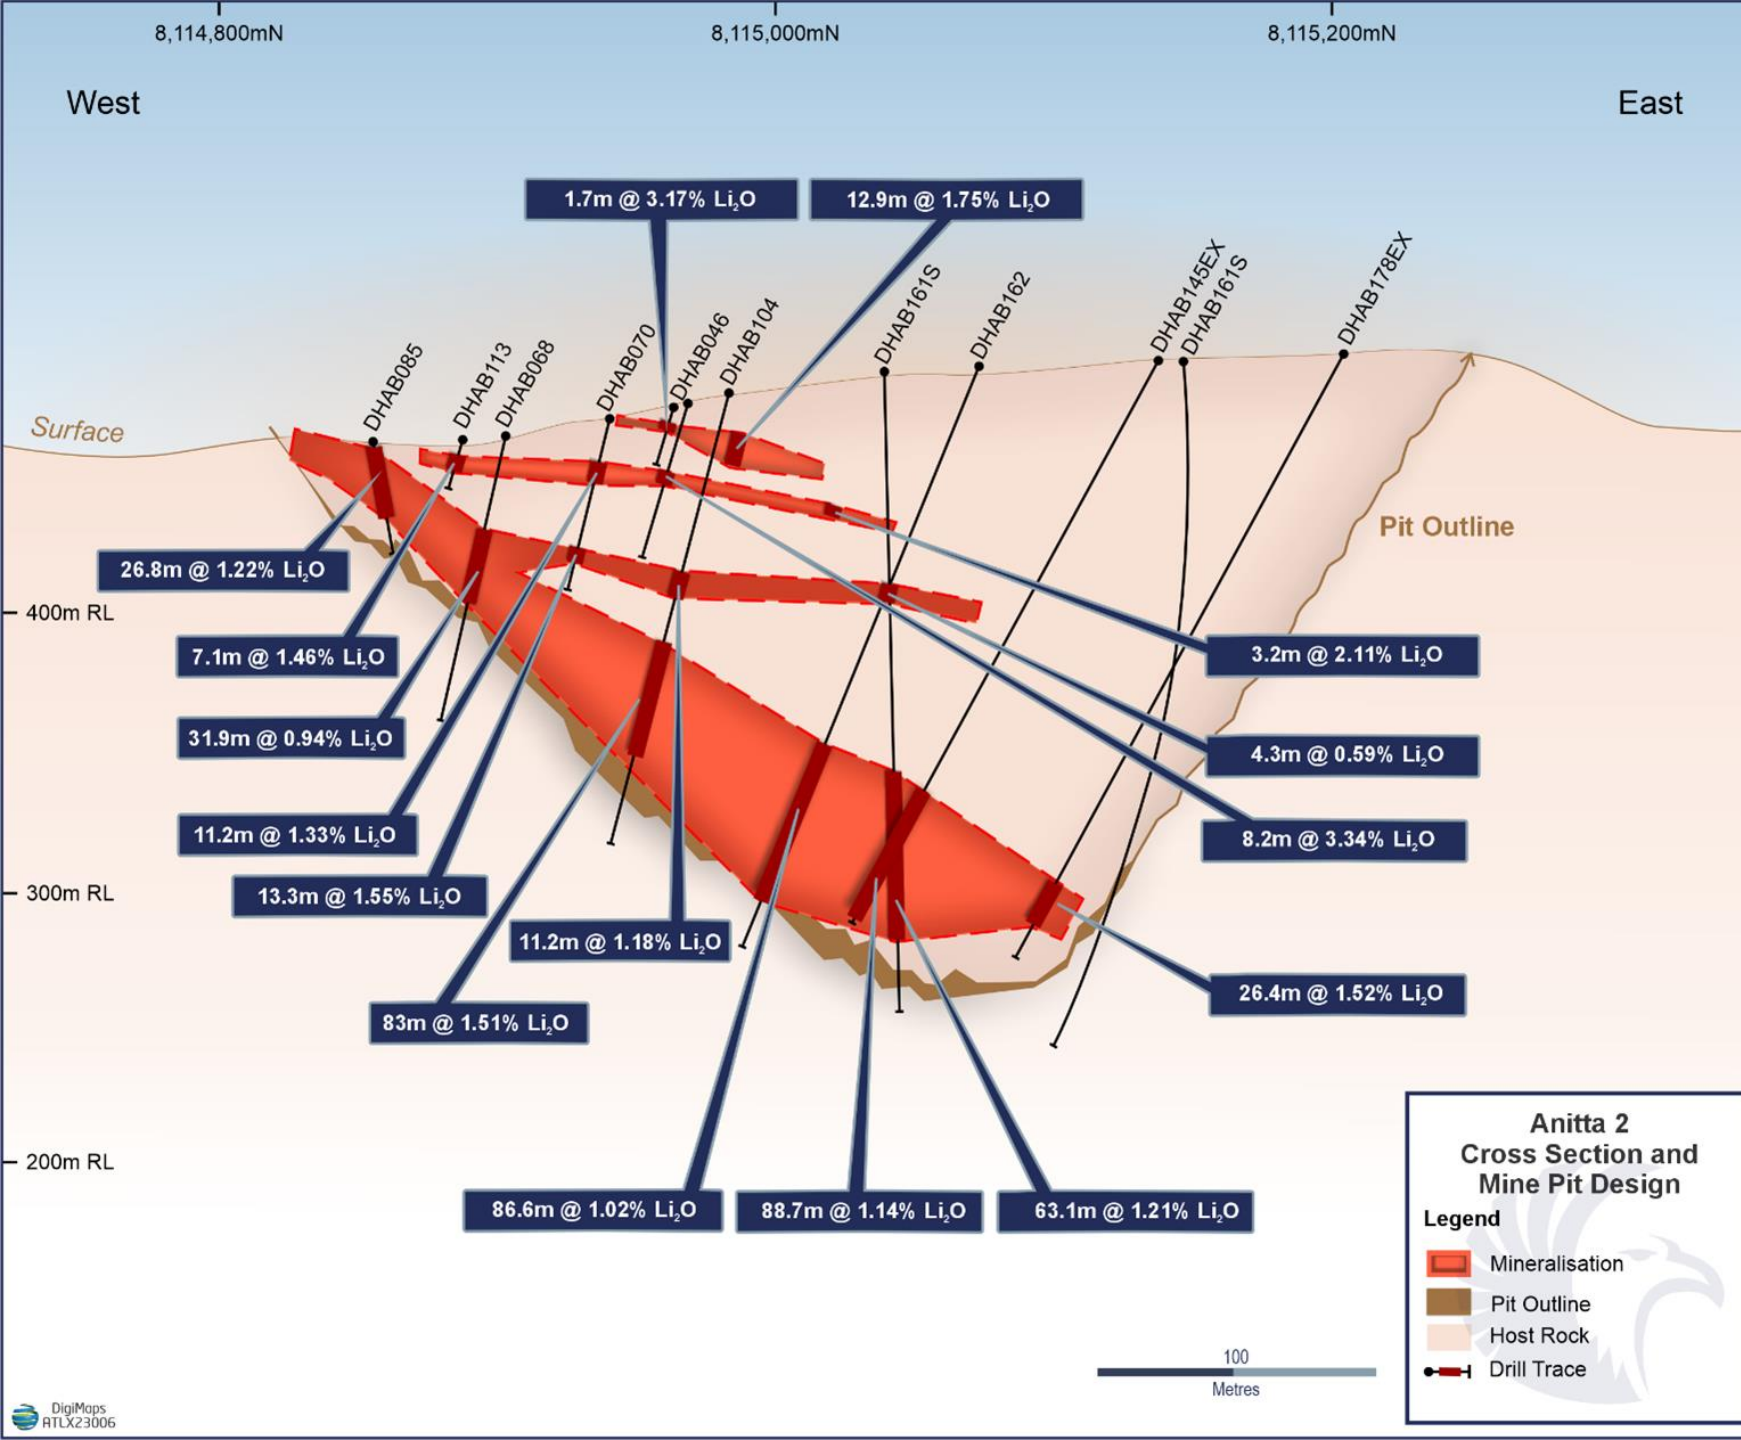 8,114,800mN
8,115,000mN
8,115,200mN
West
East
1.7m @ 3.17% Li₂O
12.9m @ 1.75% Li₂O
DHAB085
DHAB113
DHAB068
DHAB070
DHAB046
DHAB104
DHAB161S
DHAB162
DHAB145EX
DHAB161S
DHAB178EX
Surface
Pit Outline
26.8m @ 1.22% Li₂O
400m RL
7.1m @ 1.46% Li₂O
3.2m @ 2.11% Li₂O
31.9m @ 0.94% Li₂O
4.3m @ 0.59% Li₂O
11.2m @ 1.33% Li₂O
8.2m @ 3.34% Li₂O
300m RL
13.3m @ 1.55% Li₂O
11.2m @ 1.18% Li₂O
26.4m @ 1.52% Li₂O
83m @ 1.51% Li₂O
200m RL
86.6m @ 1.02% Li₂O
88.7m @ 1.14% Li₂O
63.1m @ 1.21% Li₂O
Anitta 2
Cross Section and
Mine Pit Design
Legend
Mineralisation
Pit Outline
Host Rock
Drill Trace
100
Metres
DigiMaps
ATLX23006